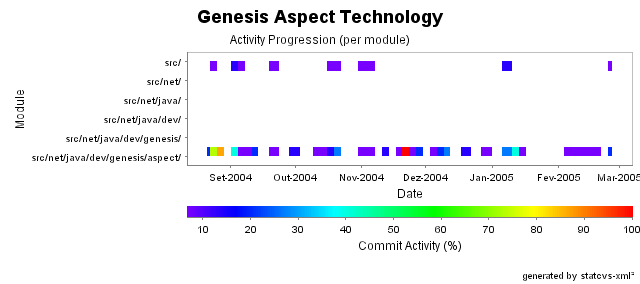 Genesis Aspect Technology
Activity Progression (per module)
Module
src/
src/net/
src/net/java/
src/net/java/dev/
src/net/java/dev/genesis/
src/net/java/dev/genesis/aspect/
Set-2004 Out-2004 Nov-2004 Dez-2004 Jan-2005 Fev-2005 Mar-2005
Date
10 20 30 40 50 60 70 80 90 100
Commit Activity (%)
generated by statcvs-xml²